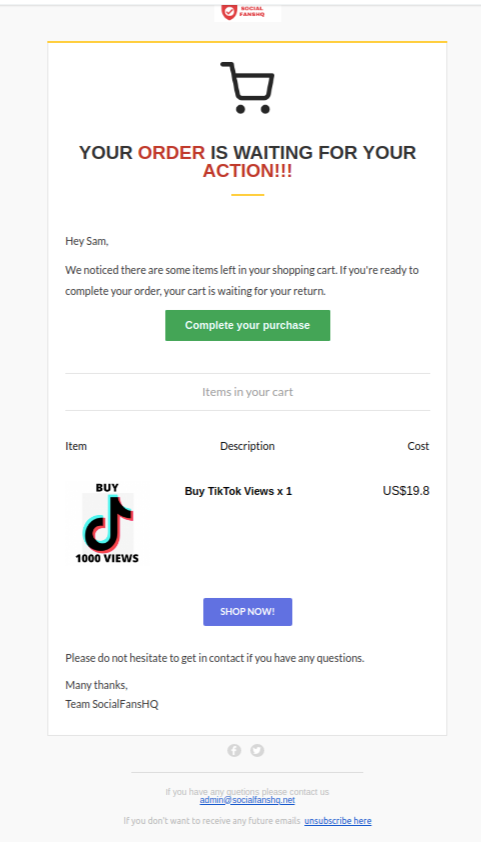 SOCIAL
FANSHQ
YOUR ORDER IS WAITING FOR YOUR
ACTION!!!
Hey Sam,
We noticed there are some items left in your shopping cart. If you're ready to
complete your order, your cart is waiting for your return.
Complete your purchase
Items in your cart
Item Description Cost
BUY
1000 VIEWS
Buy TikTok Views x 1 US$19.8
SHOP NOW!
Please do not hesitate to get in contact if you have any questions.
Many thanks,
Team SocialFansHQ
If you have any quetions please contact us
admin@socialfanshq.net
If you don't want to receive any future emails, unsubscribe here